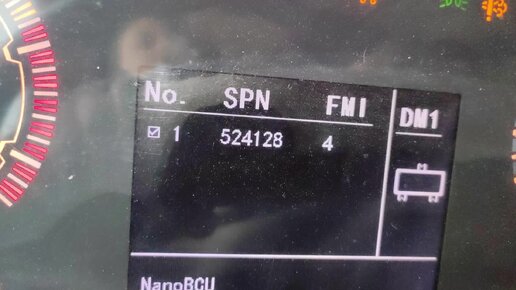 No. SPN FMI
DM1
1 524128 4
NanoBCU